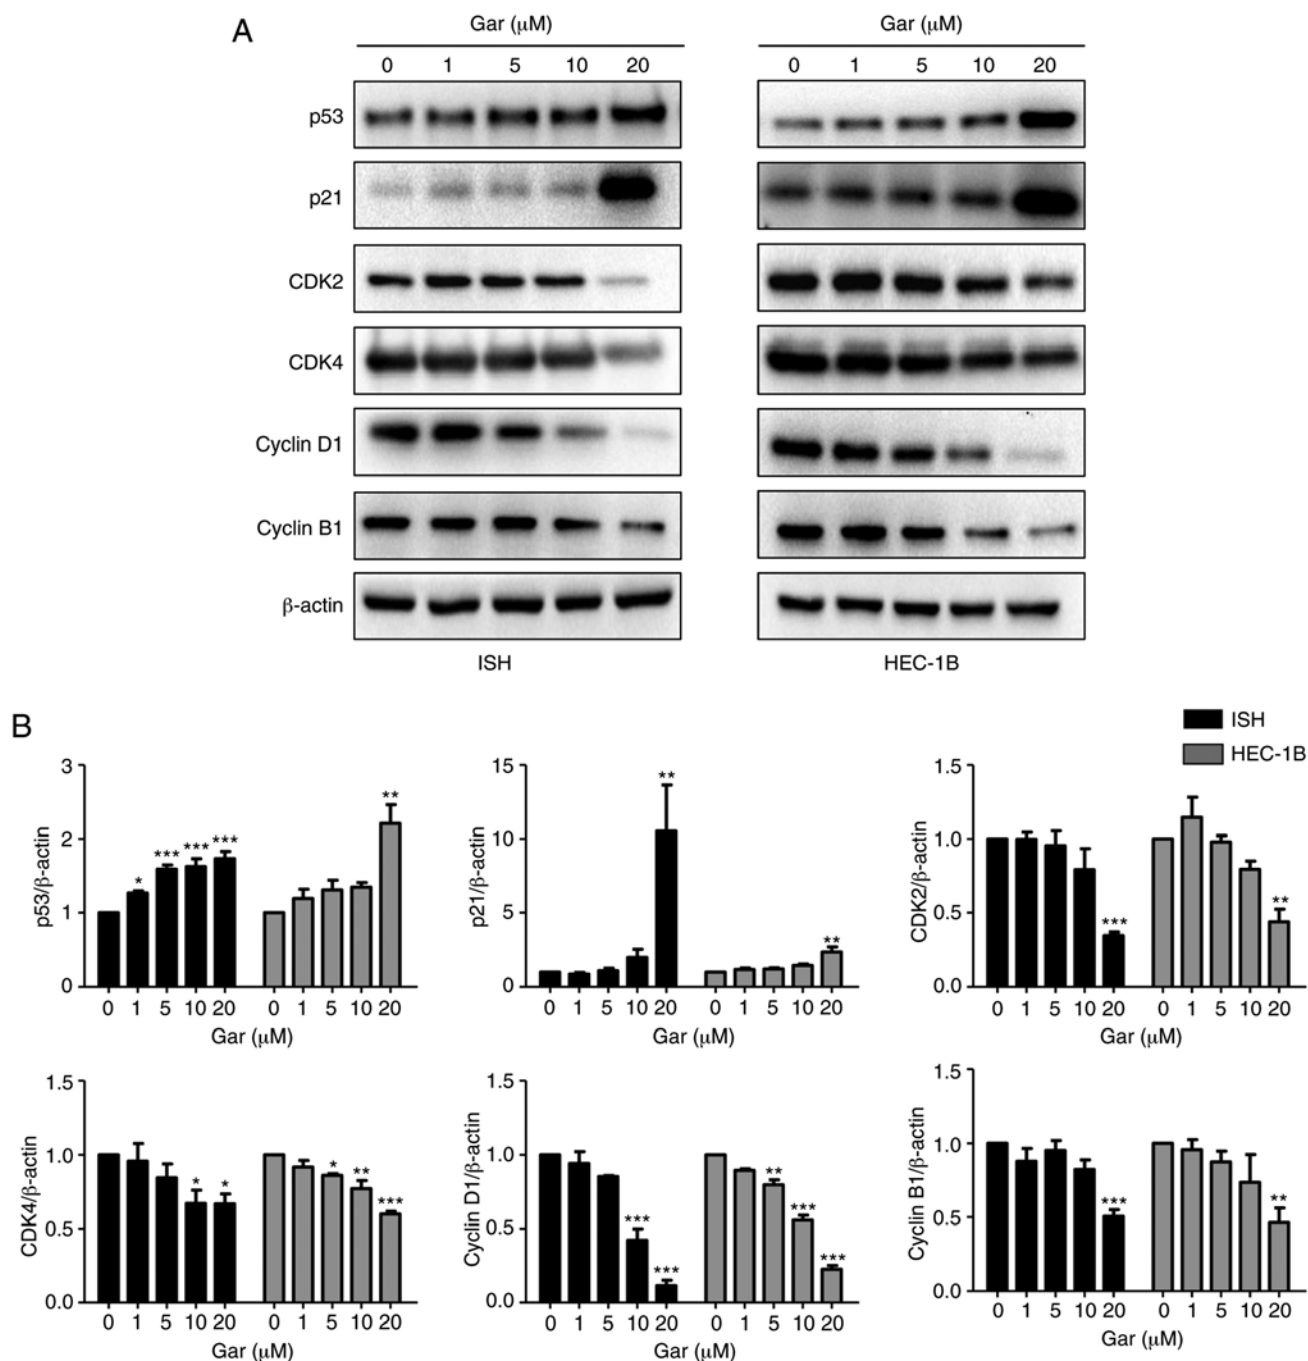 A
Gar (μM) Gar (μM)
0 1 5 10 20 0 1 5 10 20
p53
p21
CDK2
CDK4
Cyclin D1
Cyclin B1
β-actin
ISH HEC-1B
B
ISH
HEC-1B
p53/β-actin
3
2
1
0
* *** *** *** **
0 1 5 10 20 0 1 5 10 20
Gar (μM)
p21/β-actin
15
10
5
0
** **
0 1 5 10 20 0 1 5 10 20
Gar (μM)
CDK2/β-actin
1.5
1.0
0.5
0.0
*** **
0 1 5 10 20 0 1 5 10 20
Gar (μM)
CDK4/β-actin
1.5
1.0
0.5
0.0
* * * ** ***
0 1 5 10 20 0 1 5 10 20
Gar (μM)
Cyclin D1/β-actin
1.5
1.0
0.5
0.0
*** *** ** *** ***
0 1 5 10 20 0 1 5 10 20
Gar (μM)
Cyclin B1/β-actin
1.5
1.0
0.5
0.0
*** **
0 1 5 10 20 0 1 5 10 20
Gar (μM)